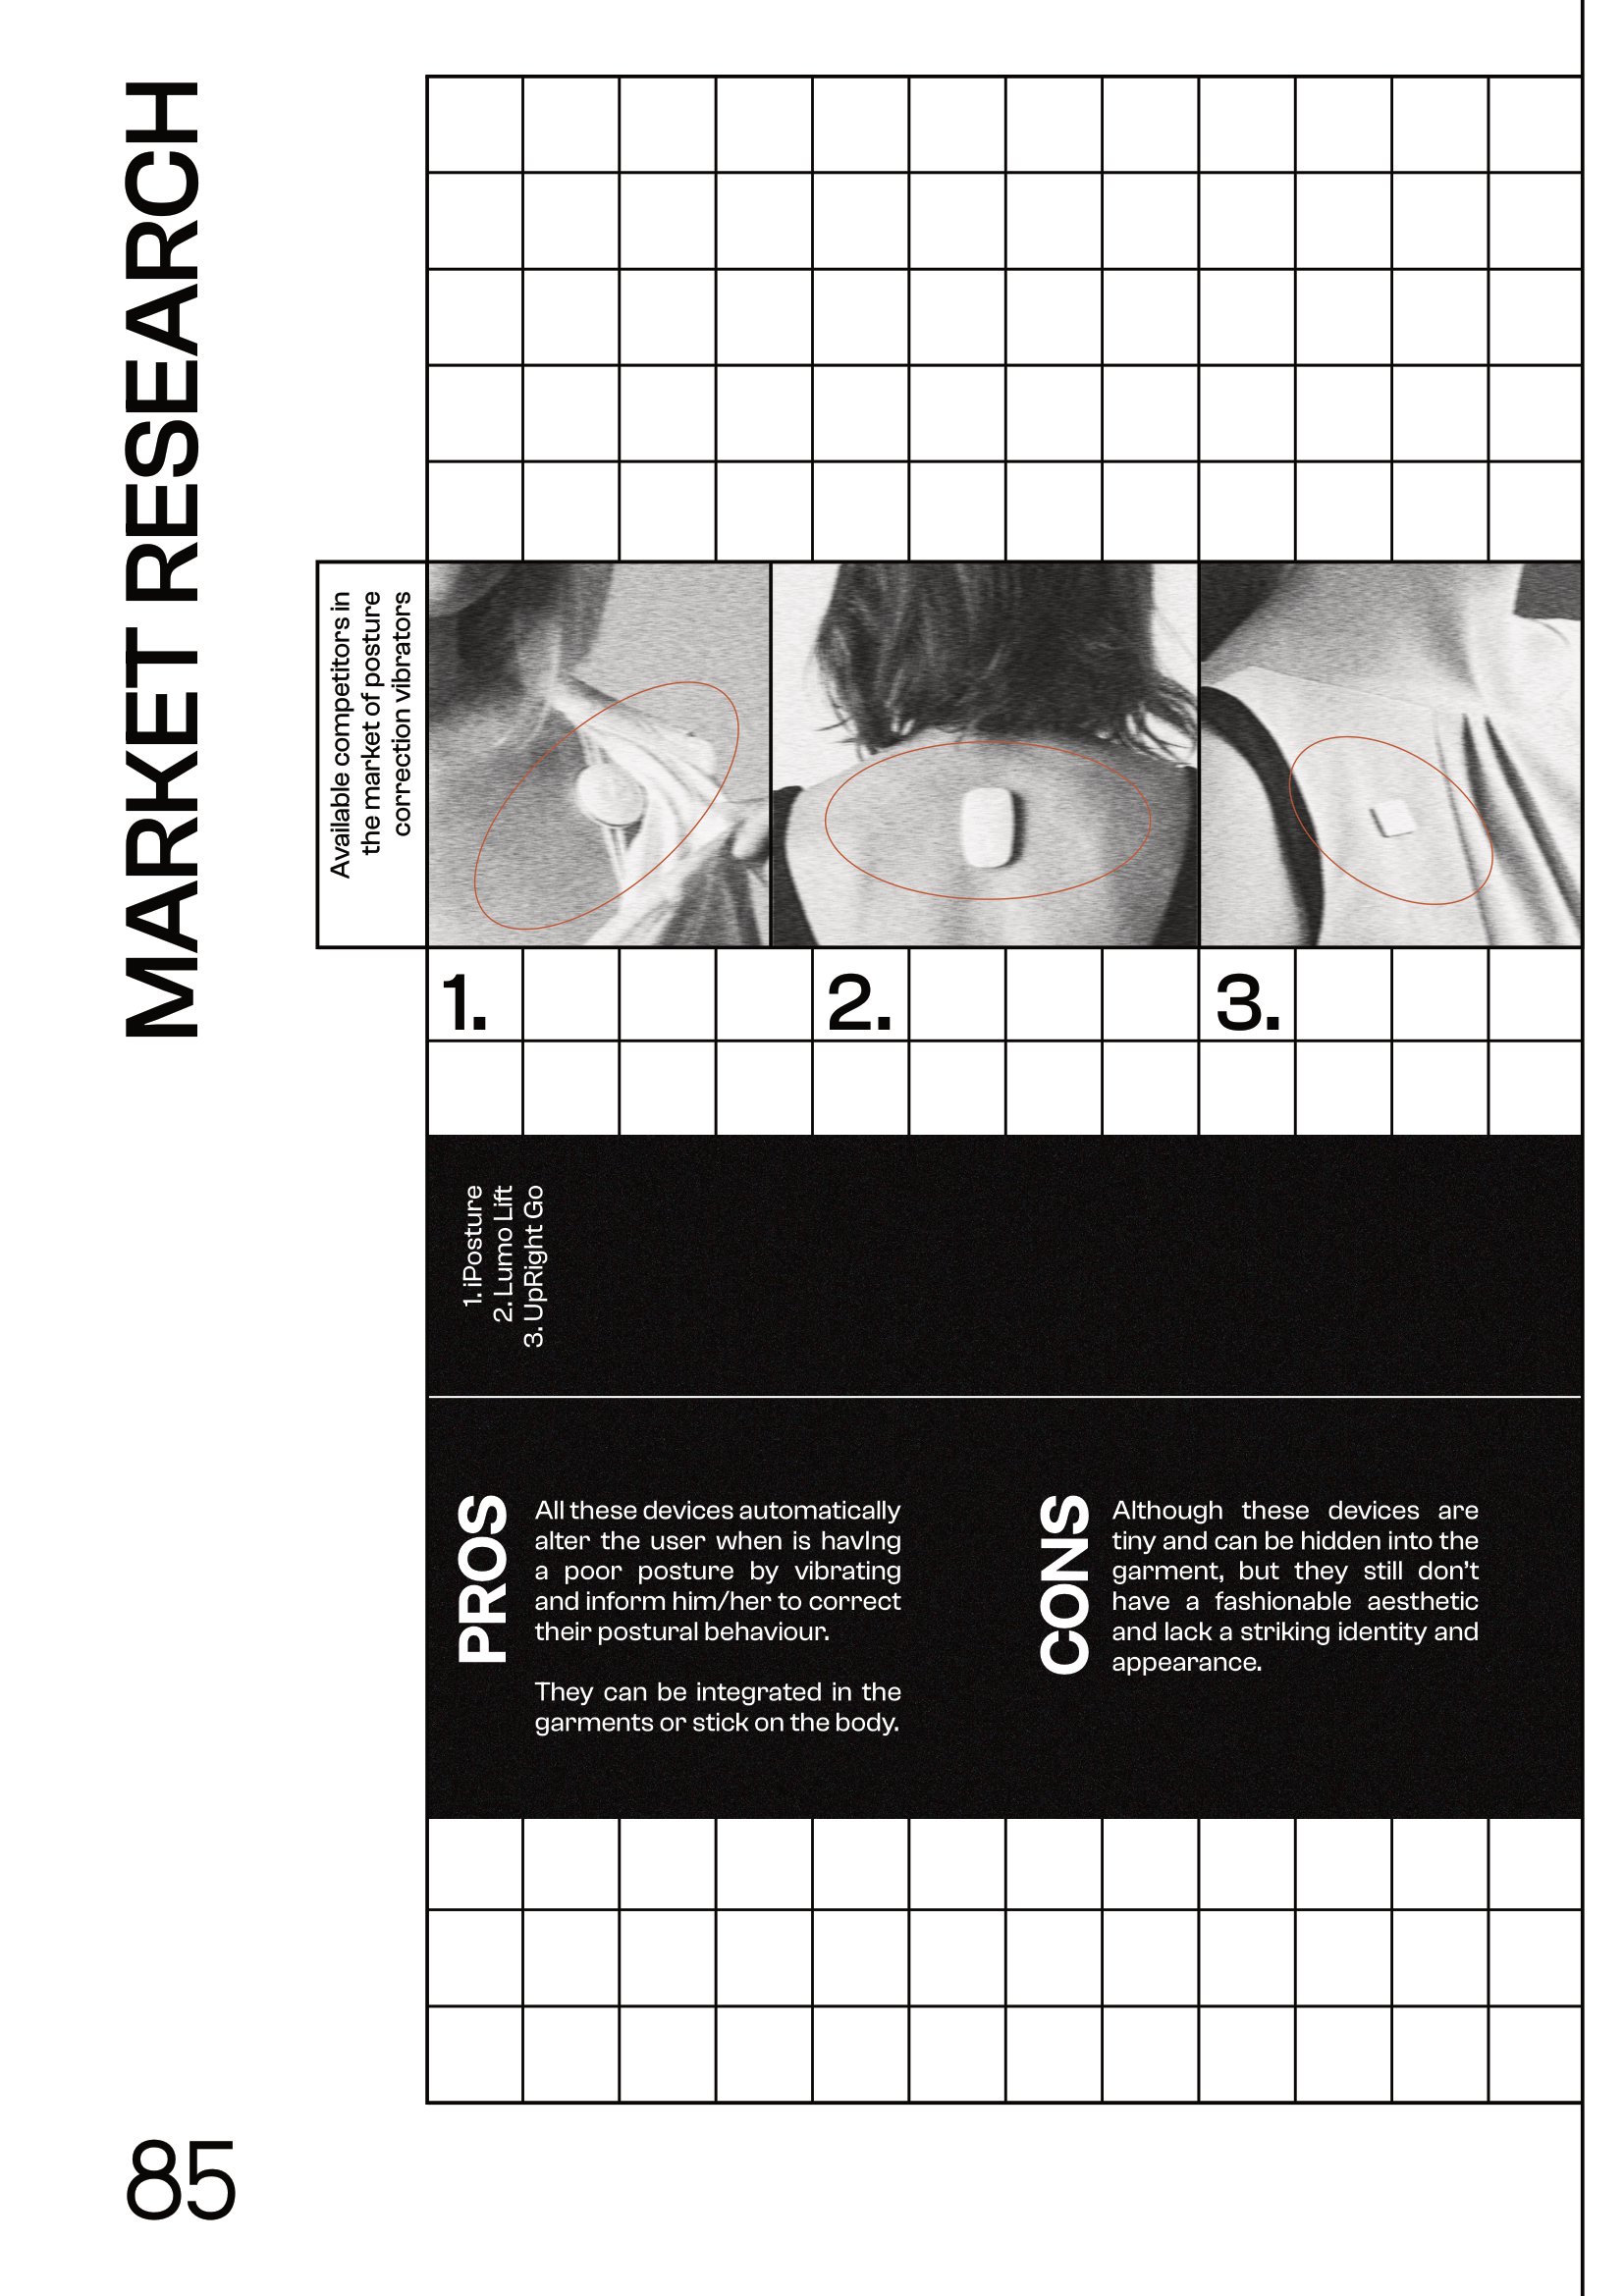 MARKET RESEARCH
Available competitors in
the market of posture
correction vibrators
1.
2.
3.
1. iPosture
2. Lumo Lift
3. UpRight Go
PROS
All these devices automatically
alter the user when is havIng
a poor posture by vibrating
and inform him/her to correct
their postural behaviour.
They can be integrated in the
garments or stick on the body.
CONS
Although these devices are
tiny and can be hidden into the
garment, but they still don’t
have a fashionable aesthetic
and lack a striking identity and
appearance.
85